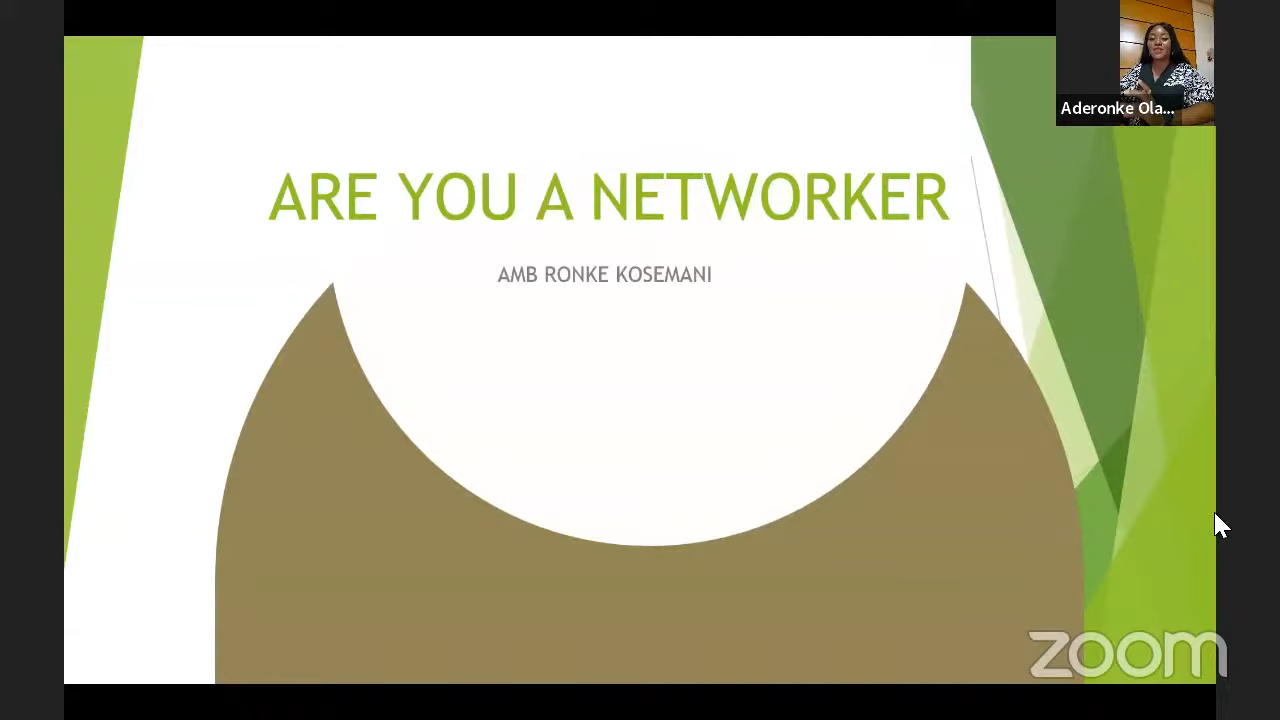 Aderonke Ola...
ARE YOU A NETWORKER
AMB RONKE KOSEMANI
zoom